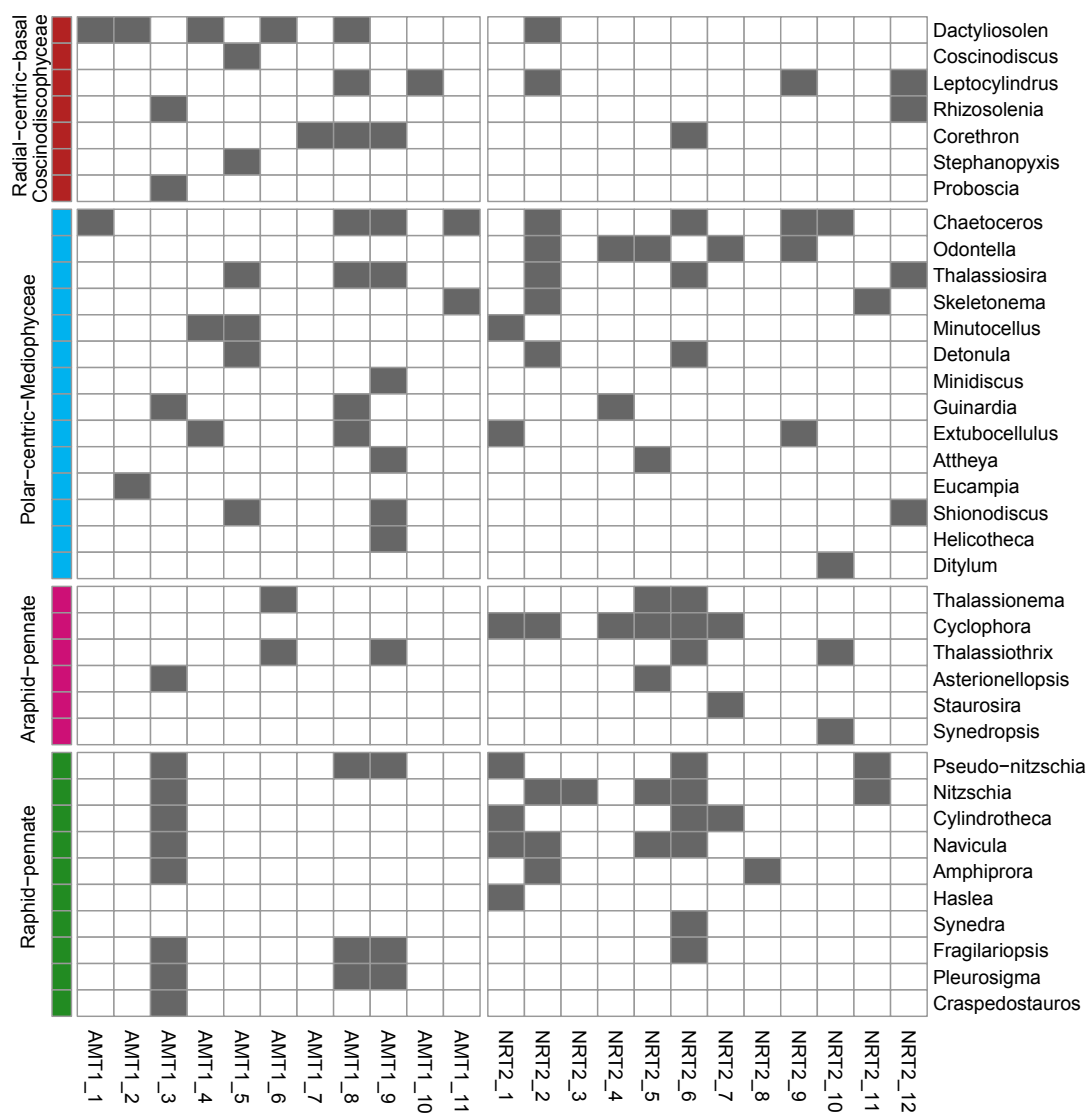 Radial−centric−basal
Coscinodiscophyceae
Dactyliosolen
Coscinodiscus
Leptocylindrus
Rhizosolenia
Corethron
Stephanopyxis
Proboscia
Polar−centric−Mediophyceae
Chaetoceros
Odontella
Thalassiosira
Skeletonema
Minutocellus
Detonula
Minidiscus
Guinardia
Extubocellulus
Attheya
Eucampia
Shionodiscus
Helicotheca
Ditylum
Araphid−pennate
Thalassionema
Cyclophora
Thalassiothrix
Asterionellopsis
Staurosira
Synedropsis
Raphid−pennate
Pseudo−nitzschia
Nitzschia
Cylindrotheca
Navicula
Amphiprora
Haslea
Synedra
Fragilariopsis
Pleurosigma
Craspedostauros
AMT1_1
AMT1_2
AMT1_3
AMT1_4
AMT1_5
AMT1_6
AMT1_7
AMT1_8
AMT1_9
AMT1_10
AMT1_11
NRT2_1
NRT2_2
NRT2_3
NRT2_4
NRT2_5
NRT2_6
NRT2_7
NRT2_8
NRT2_9
NRT2_10
NRT2_11
NRT2_12